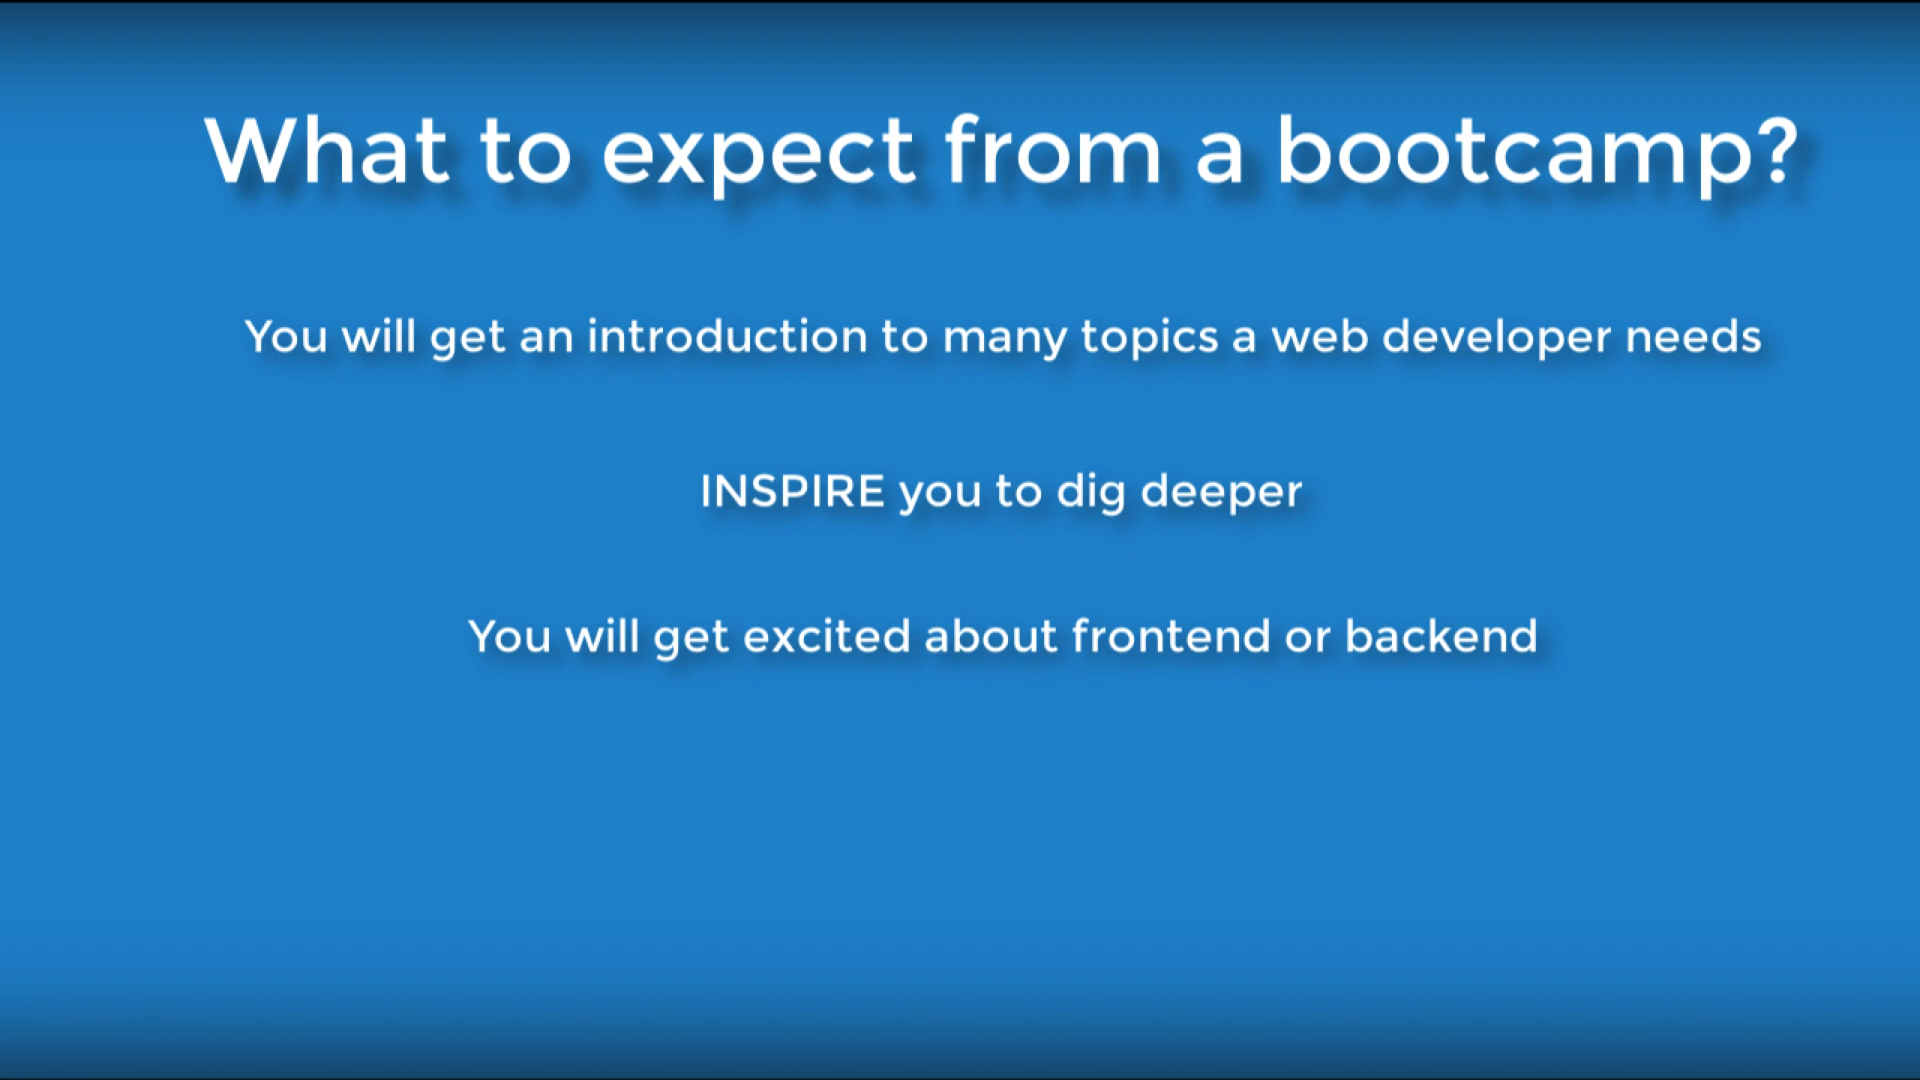 What to expect from a bootcamp?
You will get an introduction to many topics a web developer needs
INSPIRE you to dig deeper
You will get excited about frontend or backend